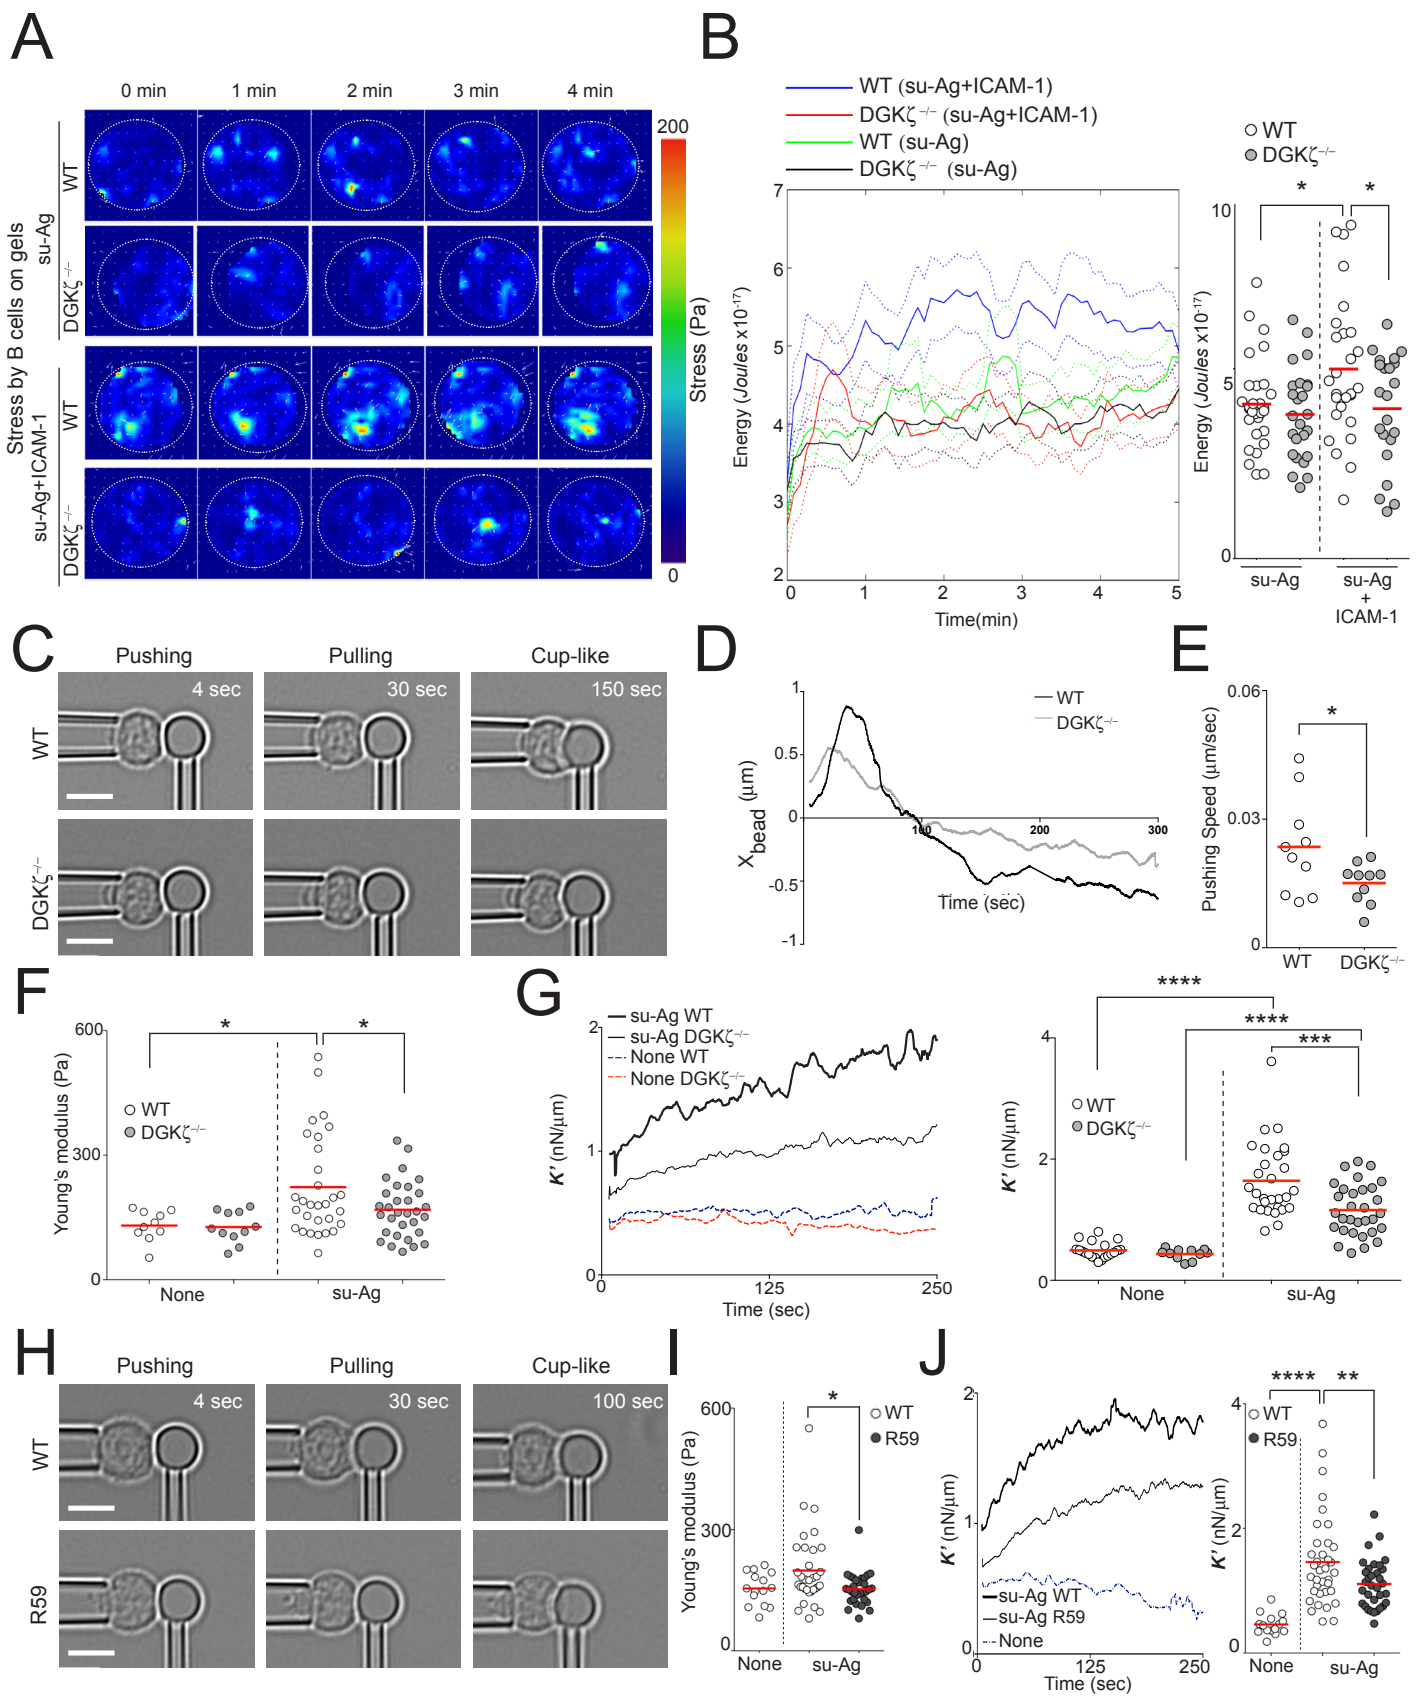 A
0 min
1 min
2 min
3 min
4 min
Stress by B cells on gels
su-Ag
WT
DGKζ⁻/⁻
su-Ag+ICAM-1
WT
DGKζ⁻/⁻
200
Stress (Pa)
0
B
WT (su-Ag+ICAM-1)
DGKζ⁻/⁻ (su-Ag+ICAM-1)
WT (su-Ag)
DGKζ⁻/⁻ (su-Ag)
7
6
5
4
3
2
Energy (Joules x10⁻¹⁷)
0
1
2
3
4
5
Time(min)
WT
DGKζ⁻/⁻
*
*
10
5
0
Energy (Joules x10⁻¹⁷)
su-Ag
su-Ag
+
ICAM-1
C
Pushing
Pulling
Cup-like
4 sec
30 sec
150 sec
WT
DGKζ⁻/⁻
D
1
0.5
0
-0.5
-1
X bead (μm)
WT
DGKζ⁻/⁻
100
200
300
Time (sec)
E
0.06
0.03
0
Pushing Speed (μm/sec)
*
WT
DGKζ⁻/⁻
F
600
300
0
Young's modulus (Pa)
*
*
WT
DGKζ⁻/⁻
None
su-Ag
G
su-Ag WT
su-Ag DGKζ⁻/⁻
None WT
None DGKζ⁻/⁻
2
1
0
K' (nN/μm)
0
125
250
Time (sec)
****
****
***
4
2
0
K' (nN/μm)
WT
DGKζ⁻/⁻
None
su-Ag
H
Pushing
Pulling
Cup-like
4 sec
30 sec
100 sec
WT
R59
I
600
300
0
Young's modulus (Pa)
*
WT
R59
None
su-Ag
J
2
1
0
K' (nN/μm)
su-Ag WT
su-Ag R59
None
0
125
250
Time (sec)
****
**
4
2
0
K' (nN/μm)
WT
R59
None
su-Ag